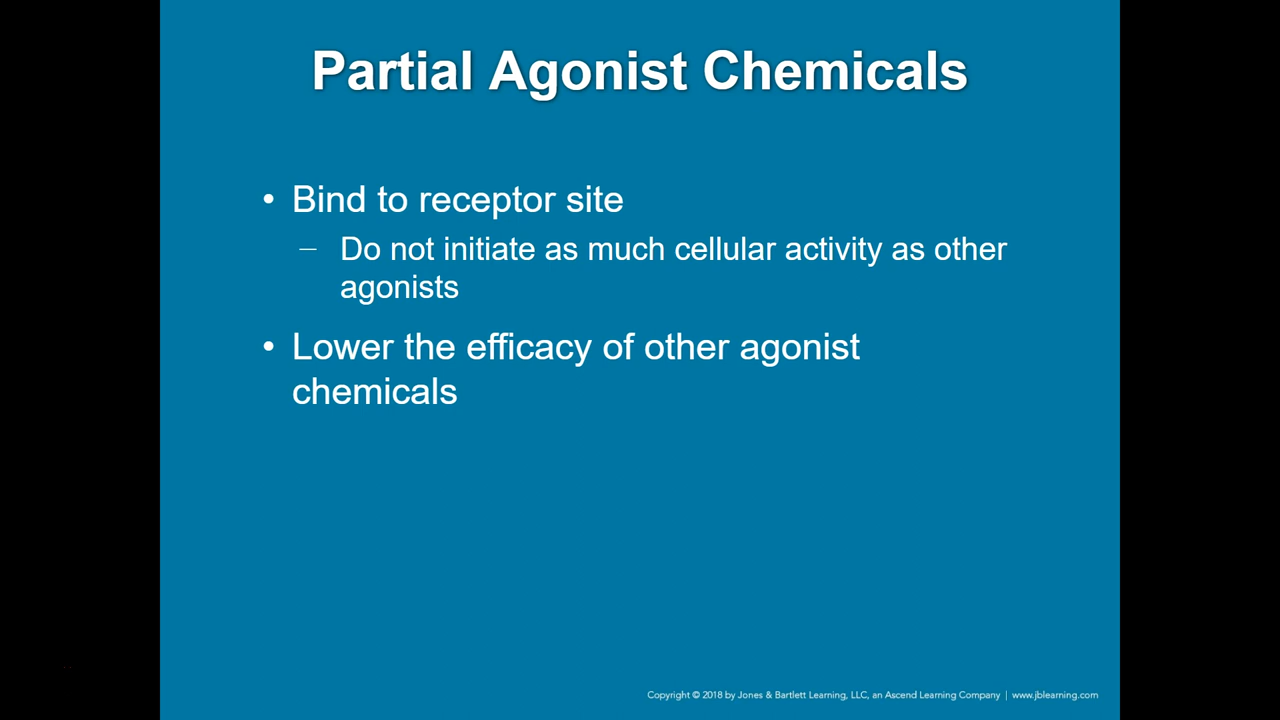 Partial Agonist Chemicals
• Bind to receptor site
– Do not initiate as much cellular activity as other
agonists
• Lower the efficacy of other agonist
chemicals
Copyright © 2018 by Jones & Bartlett Learning, LLC, an Ascend Learning Company | www.jblearning.com